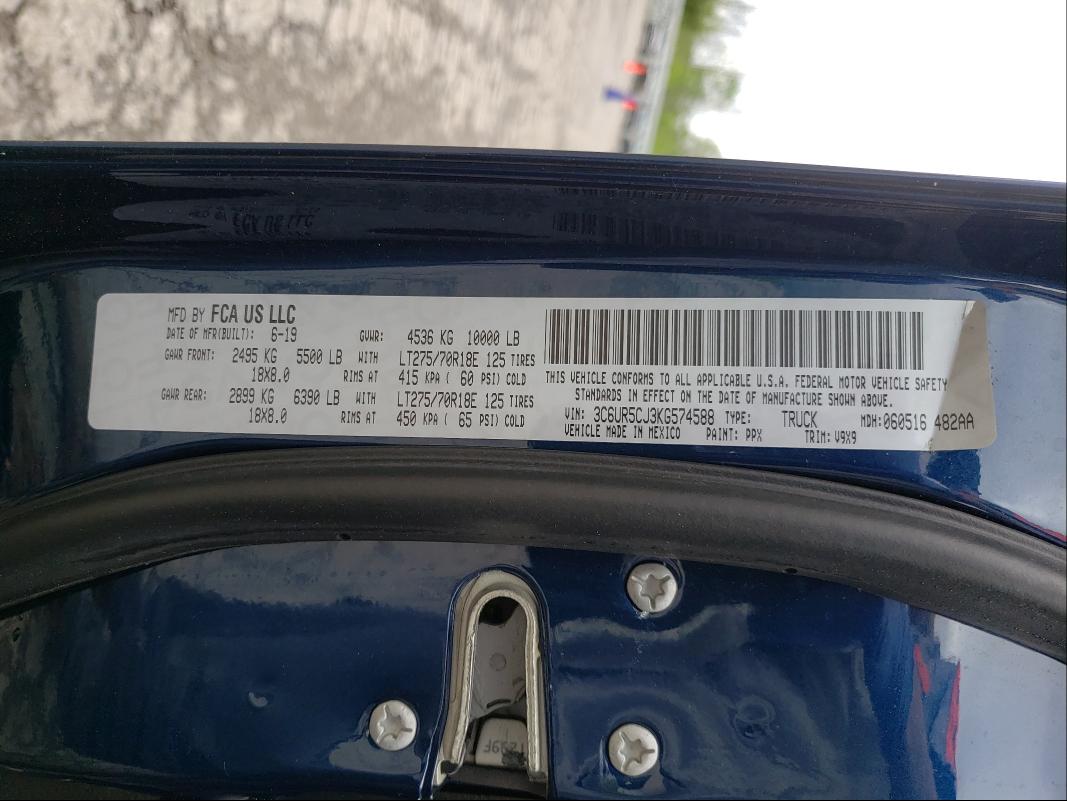 MFD BY FCA US LLC
DATE OF MFR(BUILT): 6-19 GVWR: 4536 KG 10000 LB
GAWR FRONT: 2495 KG 5500 LB WITH LT275/70R18E 125 TIRES
18X8.0 RIMS AT 415 KPA ( 60 PSI) COLD
GAWR REAR: 2899 KG 6390 LB WITH LT275/70R18E 125 TIRES
18X8.0 RIMS AT 450 KPA ( 65 PSI) COLD
THIS VEHICLE CONFORMS TO ALL APPLICABLE U.S.A. FEDERAL MOTOR VEHICLE SAFETY
STANDARDS IN EFFECT ON THE DATE OF MANUFACTURE SHOWN ABOVE.
VIN: 3C6UR5CJ3KG574588 TYPE: TRUCK MDH: 060516 482AA
VEHICLE MADE IN MEXICO PAINT: PPX TRIM: V9X9